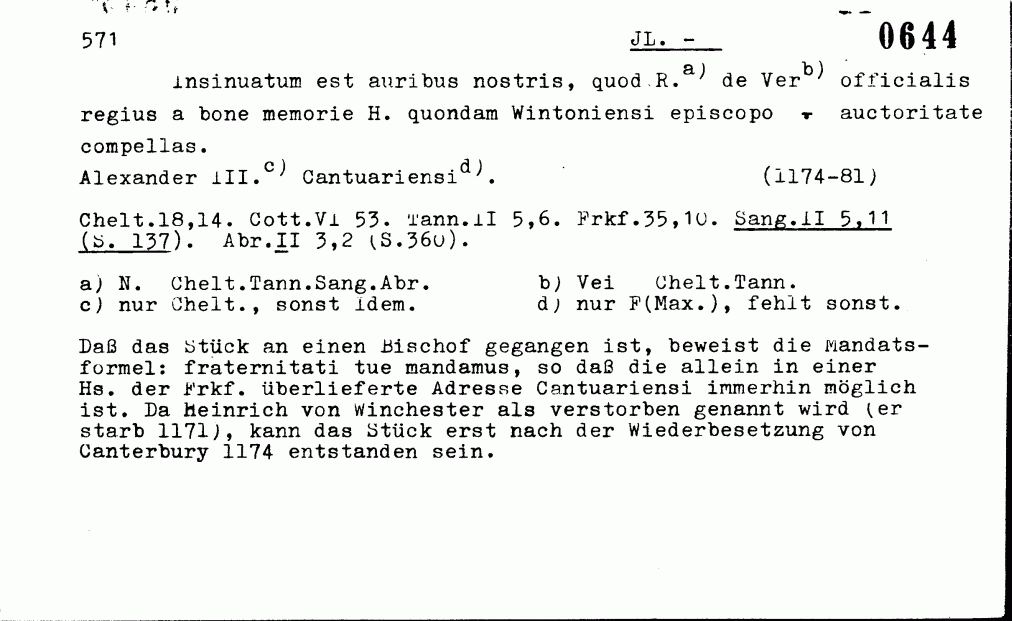 571 JL. - 0644
Insinuatum est auribus nostris, quod R.a) de Verb) officialis
regius a bone memorie H. quondam Wintoniensi episcopo - auctoritate
compellas.
Alexander III.c) Cantuariensid). (1174-81)
Chelt.18,14. Cott.VI 53. Tann.II 5,6. Frkf.35,10. Sang.II 5,11
(S. 137). Abr.II 3,2 (S.360).
a) N. Chelt.Tann.Sang.Abr. b) Vei Chelt.Tann.
c) nur Chelt., sonst Idem. d) nur F(Max.), fehlt sonst.
Daß das Stück an einen Bischof gegangen ist, beweist die Mandats-
formel: fraternitati tue mandamus, so daß die allein in einer
Hs. der Frkf. überlieferte Adresse Cantuariensi immerhin möglich
ist. Da Heinrich von Winchester als verstorben genannt wird (er
starb 1171), kann das Stück erst nach der Wiederbesetzung von
Canterbury 1174 entstanden sein.